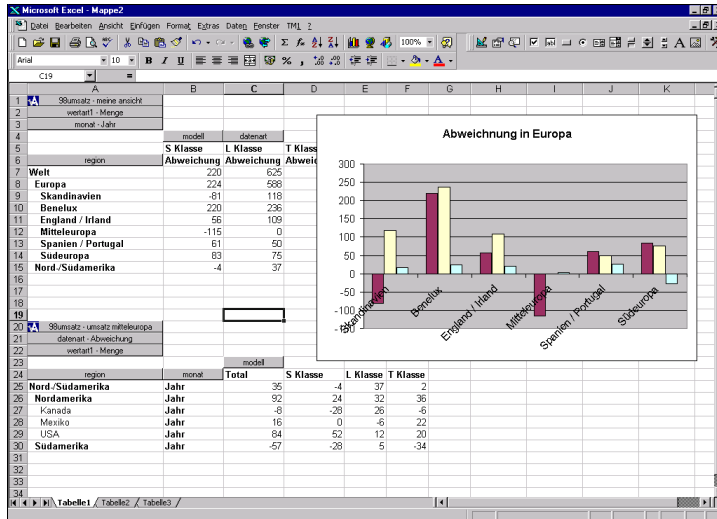 Microsoft Excel - Mappe2
Datei Bearbeiten Ansicht Einfügen Format Extras Daten Fenster TM1 ?
100%
Arial 10 F K U
C19 =
A B C D E F G H I J K
1 98umsatz - meine ansicht
2 wertart1 - Menge
3 monat - Jahr
4 modell datenart
5 S Klasse L Klasse T Klas
6 region Abweichung Abweichung Abweic
7 Welt 220 625
8 Europa 224 588
9 Skandinavien -81 118
10 Benelux 220 236
11 England / Irland 56 109
12 Mitteleuropa -115 0
13 Spanien / Portugal 61 50
14 Südeuropa 83 75
15 Nord-/Südamerika -4 37
16
17
18
19
Abweichnung in Europa
300
250
200
150
100
50
0
-50
-100
-150
Skandinavien Benelux England / Irland Mitteleuropa Spanien / Portugal Südeuropa
20 98umsatz - umsatz mitteleuropa
21 datenart - Abweichung
22 wertart1 - Menge
23 modell
24 region monat Total S Klasse L Klasse T Klasse
25 Nord-/Südamerika Jahr 35 -4 37 2
26 Nordamerika Jahr 92 24 32 36
27 Kanada Jahr -8 -28 26 -6
28 Mexiko Jahr 16 0 -6 22
29 USA Jahr 84 52 12 20
30 Südamerika Jahr -57 -28 5 -34
31
32
33
34
Tabelle1 Tabelle2 Tabelle3